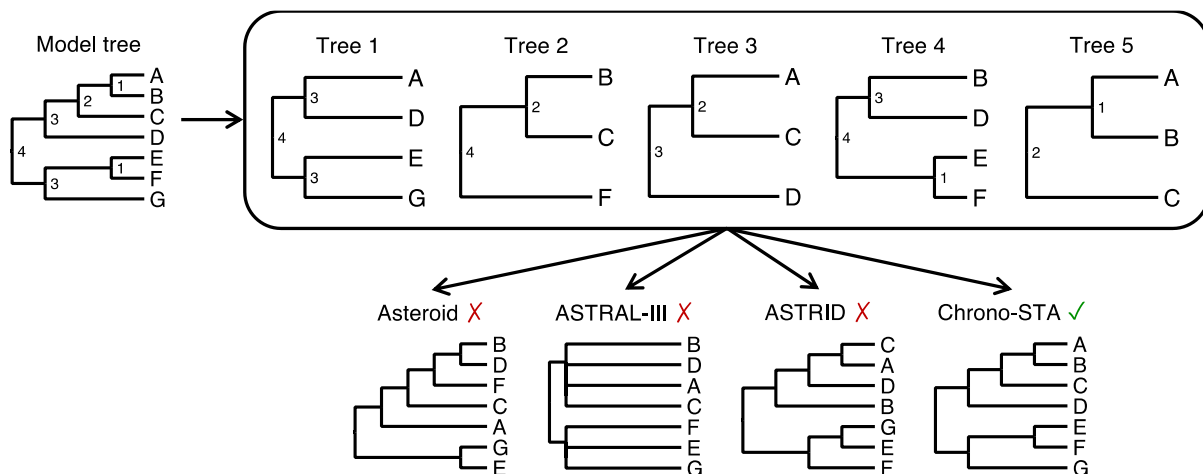 Model tree
A
B
C
D
E
F
G
1
2
3
4
1
3
Tree 1
A
D
E
G
3
4
3
Tree 2
B
C
F
2
4
Tree 3
A
C
D
2
3
Tree 4
B
D
E
F
3
4
1
Tree 5
A
B
C
1
2
Asteroid ✗
B
D
F
C
A
G
E
ASTRAL-III ✗
B
D
A
C
F
E
G
ASTRID ✗
C
A
D
B
G
E
F
Chrono-STA ✓
A
B
C
D
E
F
G